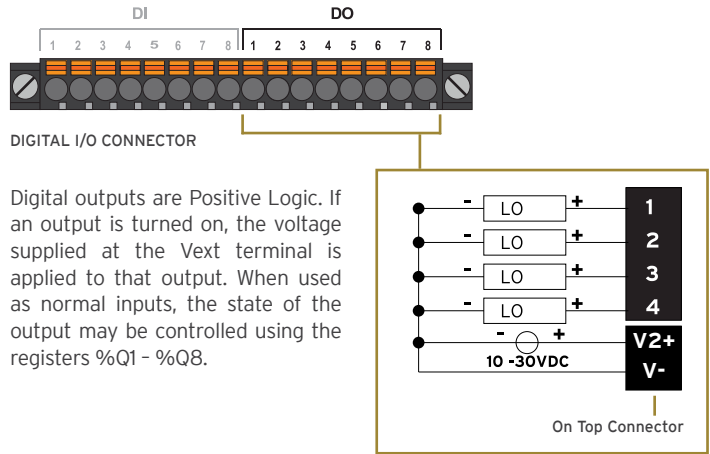 DI DO
1 2 3 4 5 6 7 8 1 2 3 4 5 6 7 8
DIGITAL I/O CONNECTOR
Digital outputs are Positive Logic. If
an output is turned on, the voltage
supplied at the Vext terminal is
applied to that output. When used
as normal inputs, the state of the
output may be controlled using the
registers %Q1 – %Q8.
- LO + 1
- LO + 2
- LO + 3
- LO + 4
- + V2+
10 -30VDC
V-
On Top Connector